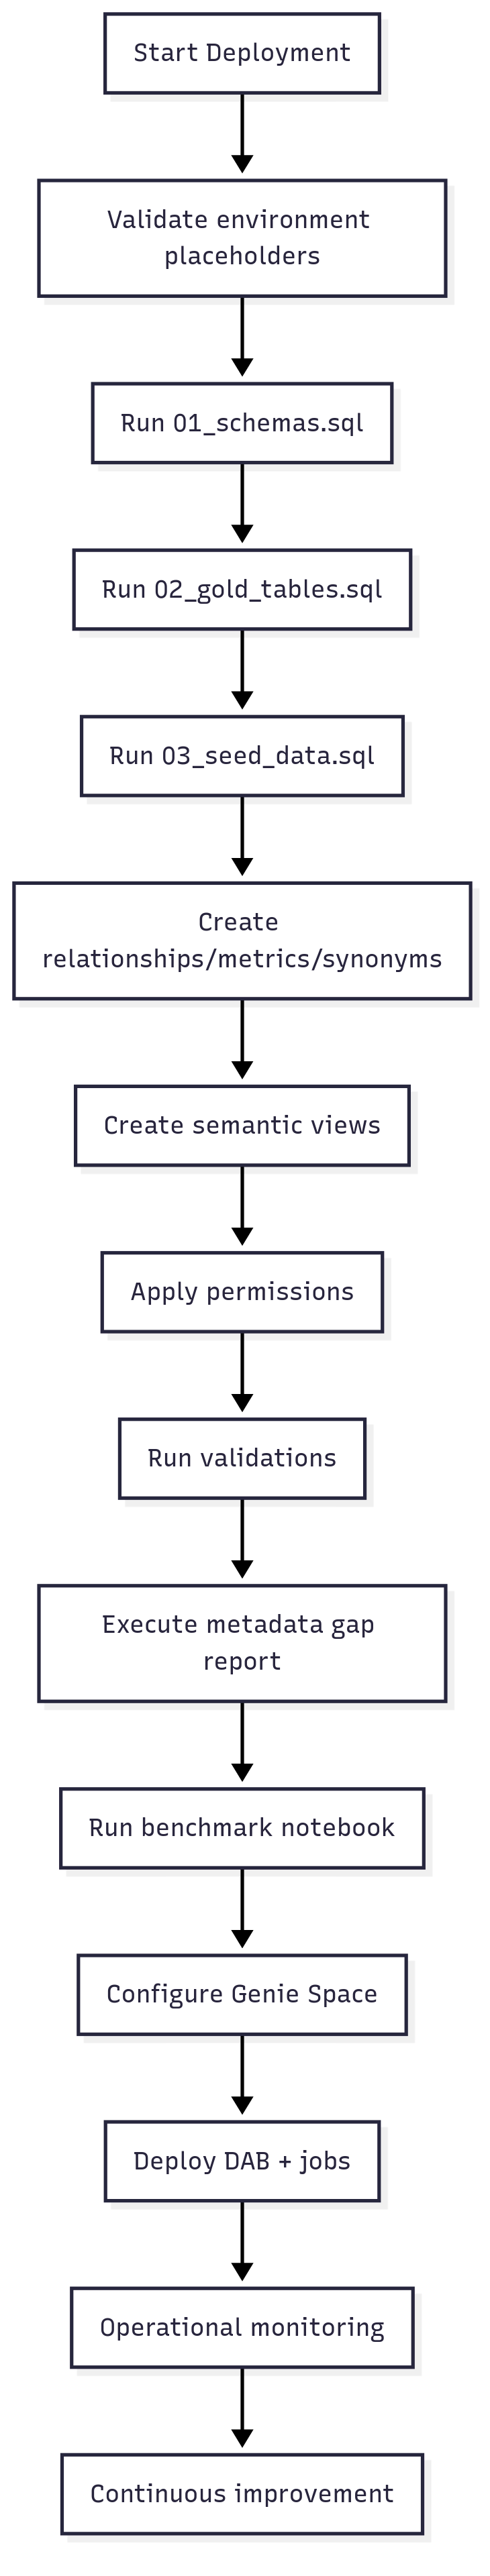 Start Deployment
Validate environment
placeholders
Run 01_schemas.sql
Run 02_gold_tables.sql
Run 03_seed_data.sql
Create
relationships/metrics/synonyms
Create semantic views
Apply permissions
Run validations
Execute metadata gap
report
Run benchmark notebook
Configure Genie Space
Deploy DAB + jobs
Operational monitoring
Continuous improvement